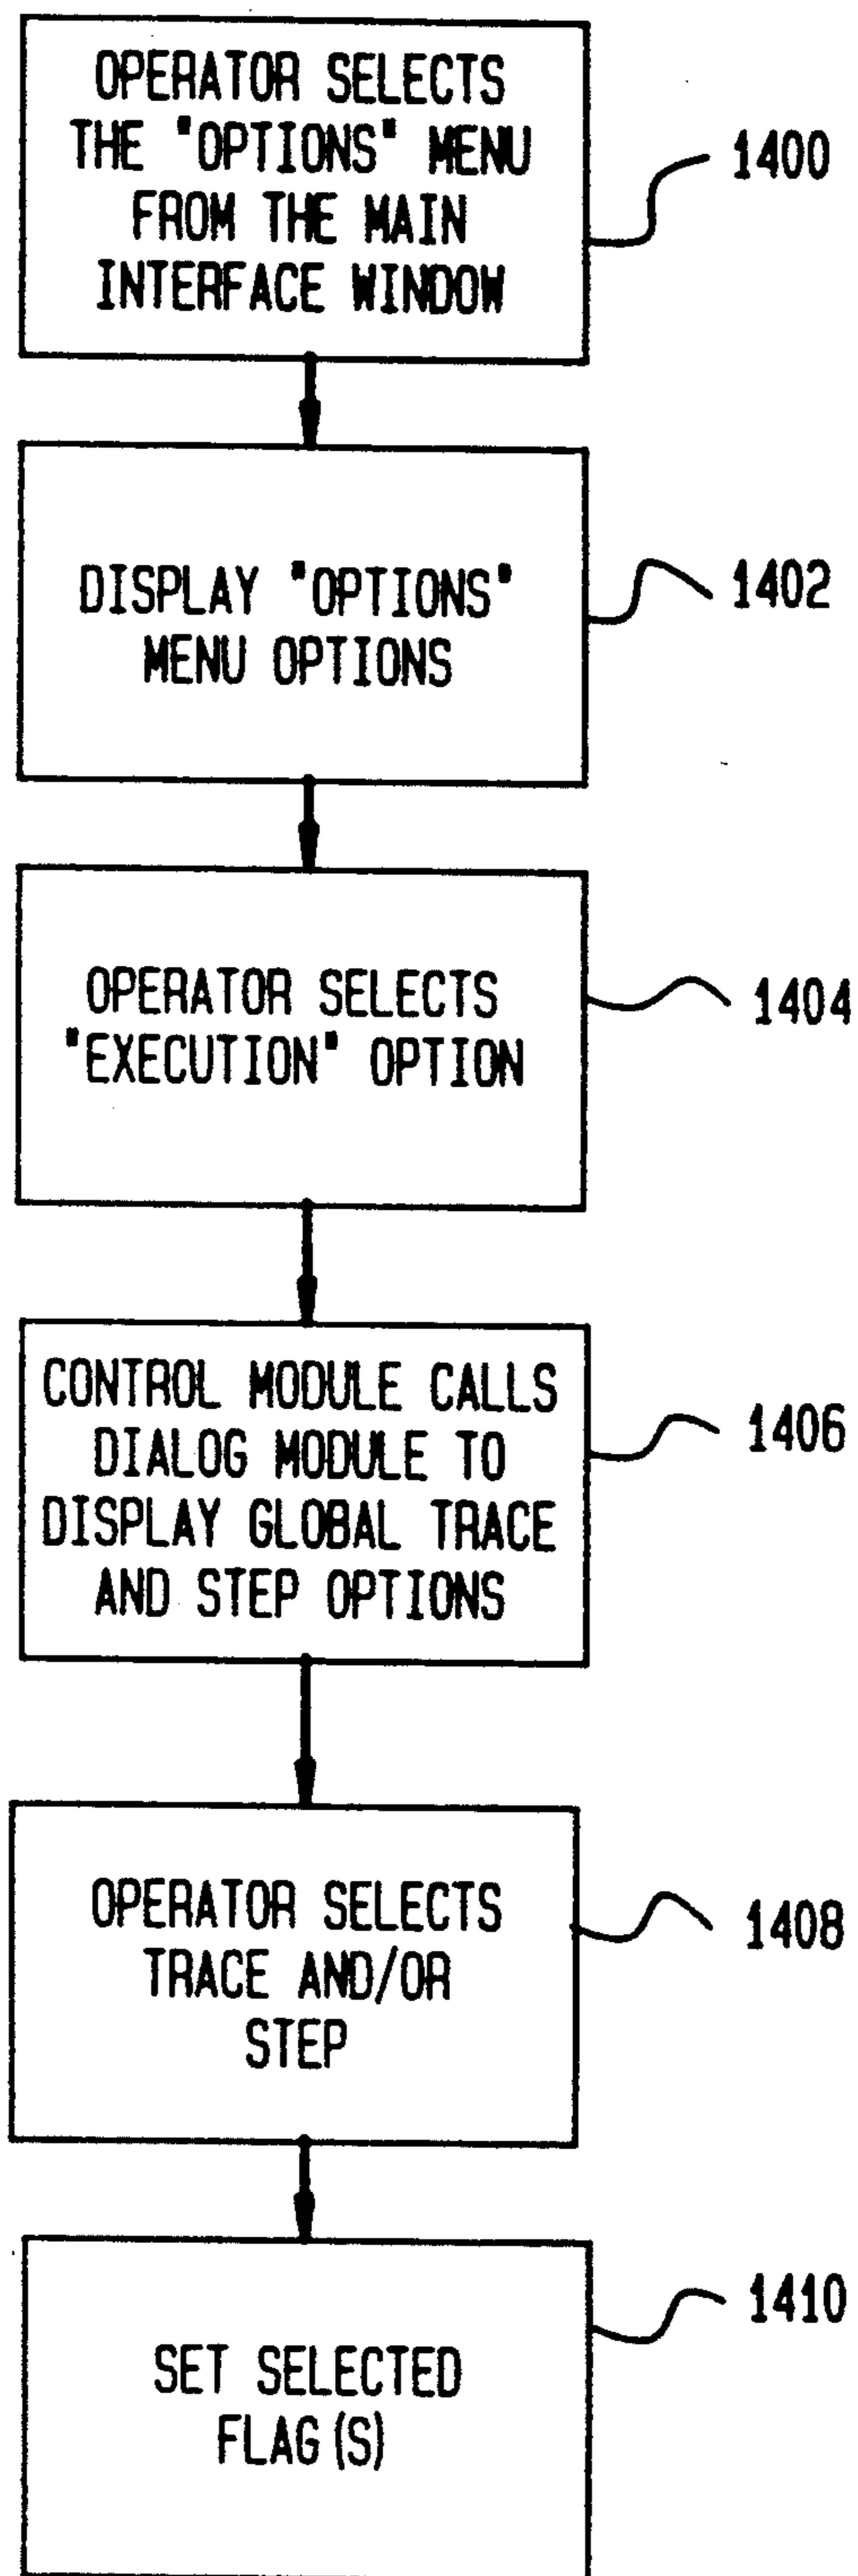 OPERATOR SELECTS
THE "OPTIONS" MENU
FROM THE MAIN
INTERFACE WINDOW
1400
DISPLAY "OPTIONS"
MENU OPTIONS
1402
OPERATOR SELECTS
"EXECUTION" OPTION
1404
CONTROL MODULE CALLS
DIALOG MODULE TO
DISPLAY GLOBAL TRACE
AND STEP OPTIONS
1406
OPERATOR SELECTS
TRACE AND/OR
STEP
1408
SET SELECTED
FLAG(S)
1410